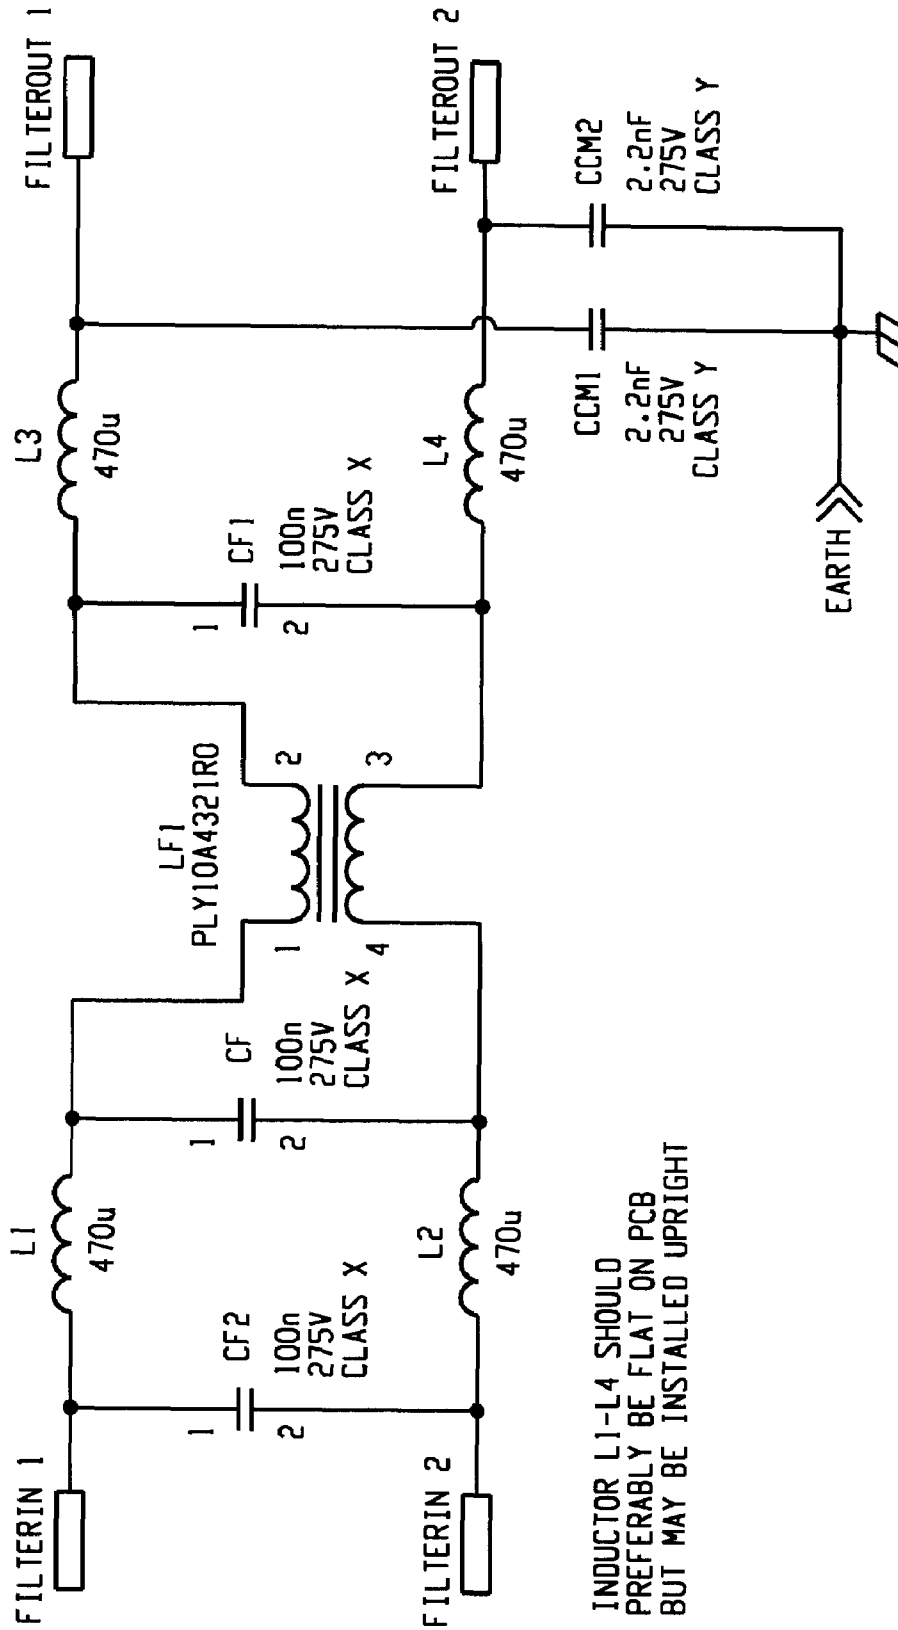 FILTERIN 1
FILTERIN 2
CF2
1
2
100n
275V
CLASS X
L1
470u
L2
470u
CF
1
2
100n
275V
CLASS X
LF1
PLY10A4321R0
1
2
4
3
CF1
1
2
100n
275V
CLASS X
L3
470u
L4
470u
FILTEROUT 1
FILTEROUT 2
CCM1
2.2nF
275V
CLASS Y
CCM2
2.2nF
275V
CLASS Y
EARTH
INDUCTOR L1-L4 SHOULD
PREFERABLY BE FLAT ON PCB
BUT MAY BE INSTALLED UPRIGHT